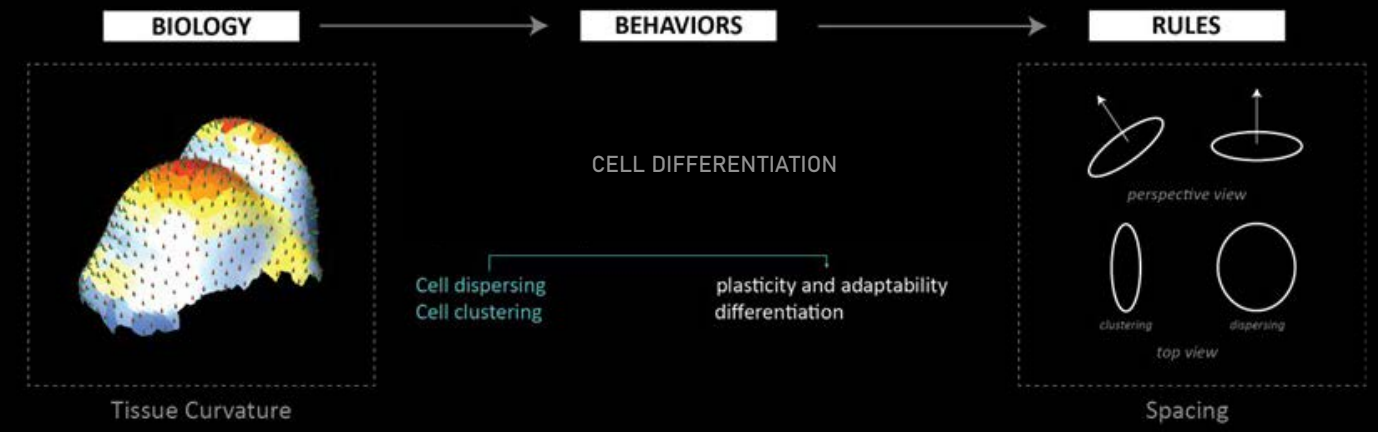 BIOLOGY
BEHAVIORS
RULES
CELL DIFFERENTIATION
Cell dispersing
Cell clustering
plasticity and adaptability
differentiation
perspective view
clustering
dispersing
top view
Tissue Curvature
Spacing